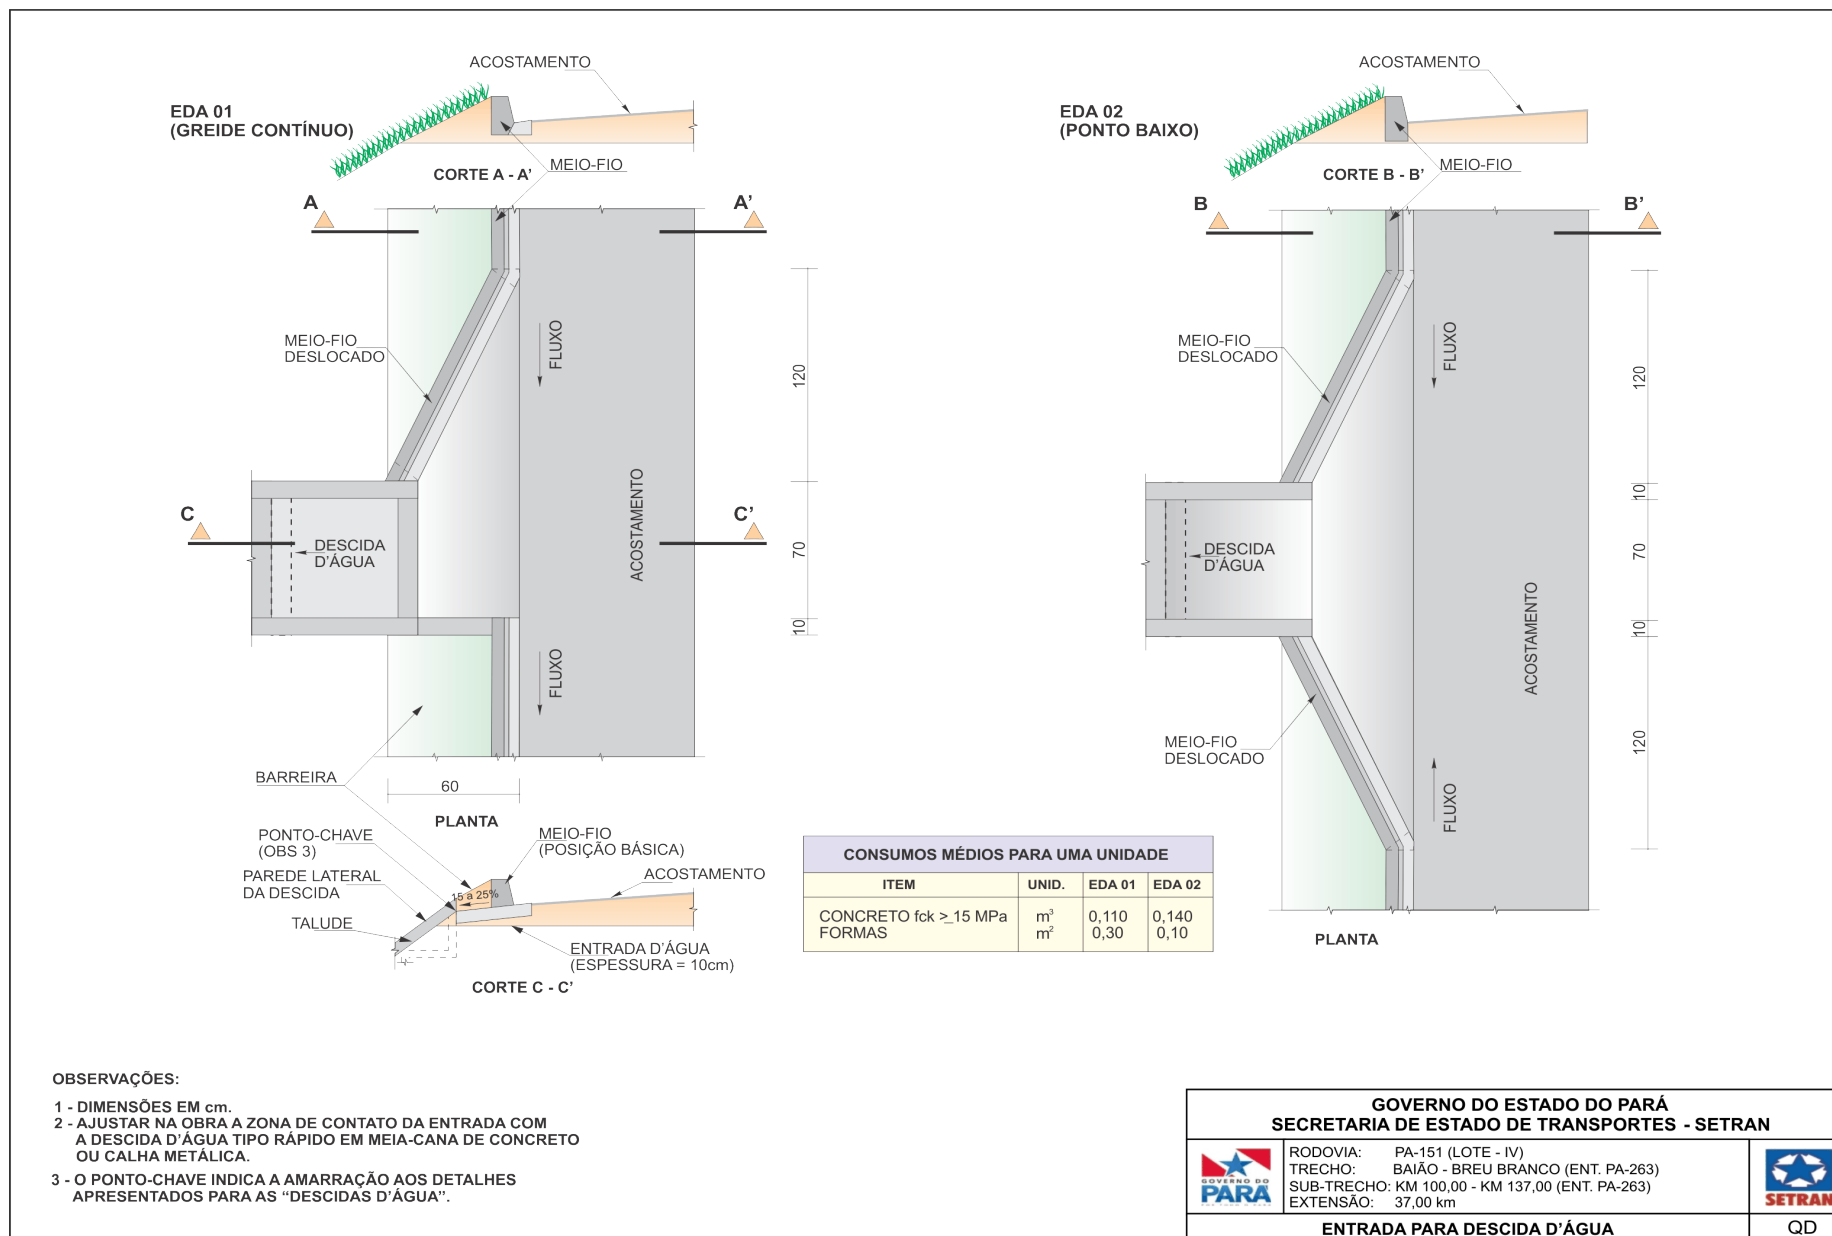 ACOSTAMENTO
EDA 01
(GREIDE CONTÍNUO)
MEIO-FIO
CORTE A - A'
A
A'
MEIO-FIO
DESLOCADO
FLUXO
120
C
C'
DESCIDA
D'ÁGUA
ACOSTAMENTO
70
10
FLUXO
BARREIRA
60
PLANTA
PONTO-CHAVE
(OBS 3)
MEIO-FIO
(POSIÇÃO BÁSICA)
PAREDE LATERAL
DA DESCIDA
ACOSTAMENTO
15 a 25%
TALUDE
ENTRADA D'ÁGUA
(ESPESSURA = 10cm)
CORTE C - C'
ACOSTAMENTO
EDA 02
(PONTO BAIXO)
MEIO-FIO
CORTE B - B'
B
B'
MEIO-FIO
DESLOCADO
FLUXO
120
10
DESCIDA
D'ÁGUA
70
ACOSTAMENTO
10
MEIO-FIO
DESLOCADO
120
FLUXO
PLANTA
CONSUMOS MÉDIOS PARA UMA UNIDADE
ITEM UNID. EDA 01 EDA 02
CONCRETO fck >_15 MPa m³ 0,110 0,140
FORMAS m² 0,30 0,10
OBSERVAÇÕES:
1 - DIMENSÕES EM cm.
2 - AJUSTAR NA OBRA A ZONA DE CONTATO DA ENTRADA COM
A DESCIDA D'ÁGUA TIPO RÁPIDO EM MEIA-CANA DE CONCRETO
OU CALHA METÁLICA.
3 - O PONTO-CHAVE INDICA A AMARRAÇÃO AOS DETALHES
APRESENTADOS PARA AS “DESCIDAS D'ÁGUA”.
GOVERNO DO ESTADO DO PARÁ
SECRETARIA DE ESTADO DE TRANSPORTES - SETRAN
GOVERNO DO
PARÁ
RODOVIA: PA-151 (LOTE - IV)
TRECHO: BAIÃO - BREU BRANCO (ENT. PA-263)
SUB-TRECHO: KM 100,00 - KM 137,00 (ENT. PA-263)
EXTENSÃO: 37,00 km
SETRAN
ENTRADA PARA DESCIDA D'ÁGUA
QD